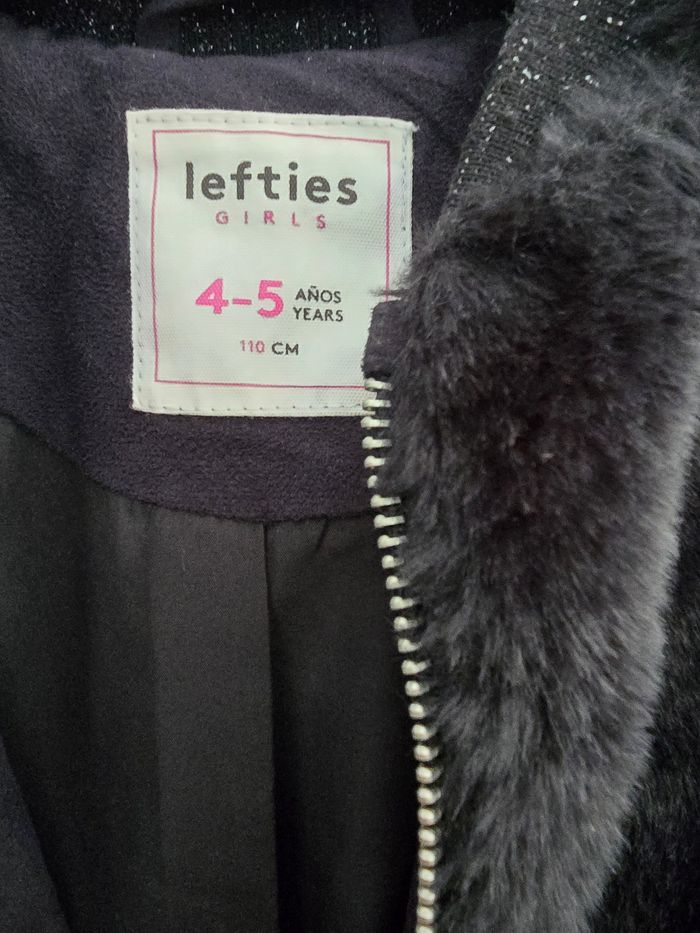 lefties
GIRLS
4-5 AÑOS
YEARS
110 CM